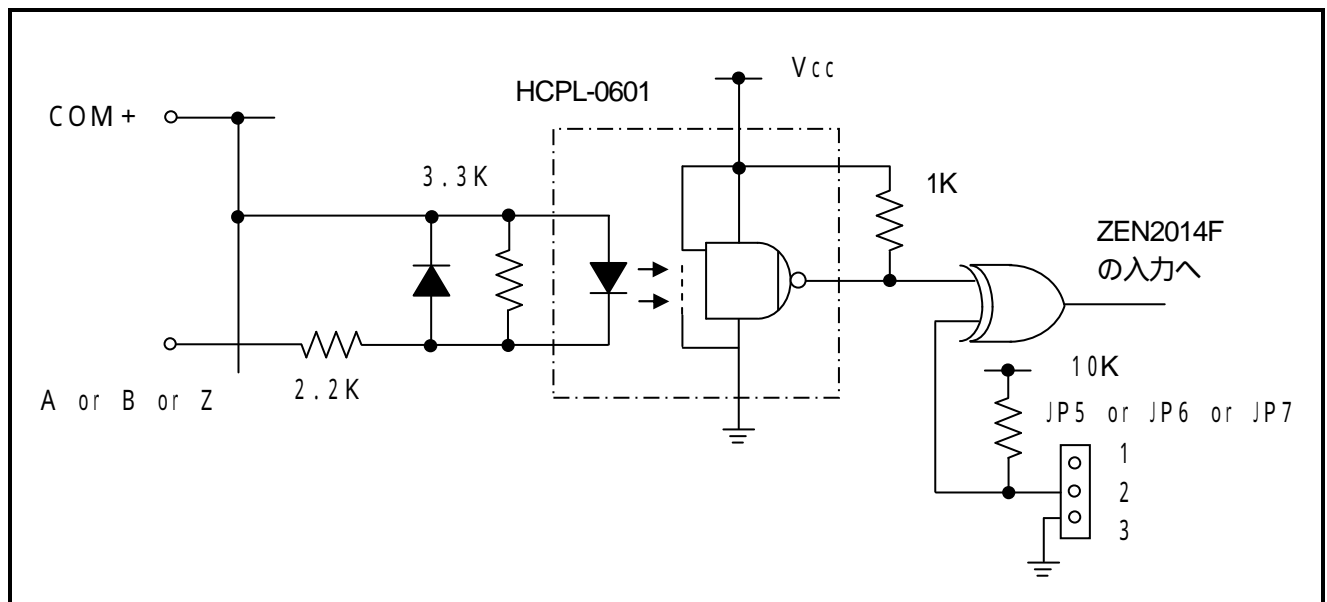 Vcc
HCPL-0601
COM+
3.3K
1K
ZEN2014F
の入力へ
2.2K
A or B or Z
10K
JP5 or JP6 or JP7
1
2
3